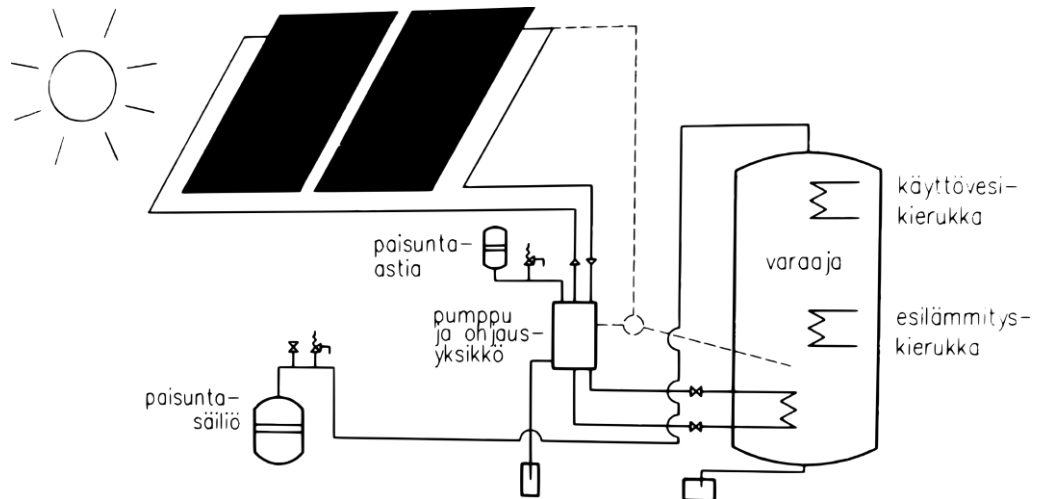 paisunta-
astia
pumppu
ja ohjaus-
yksikkö
paisunta-
säiliö
käyttövesi-
kierukka
varaaja
esilämmitys-
kierukka